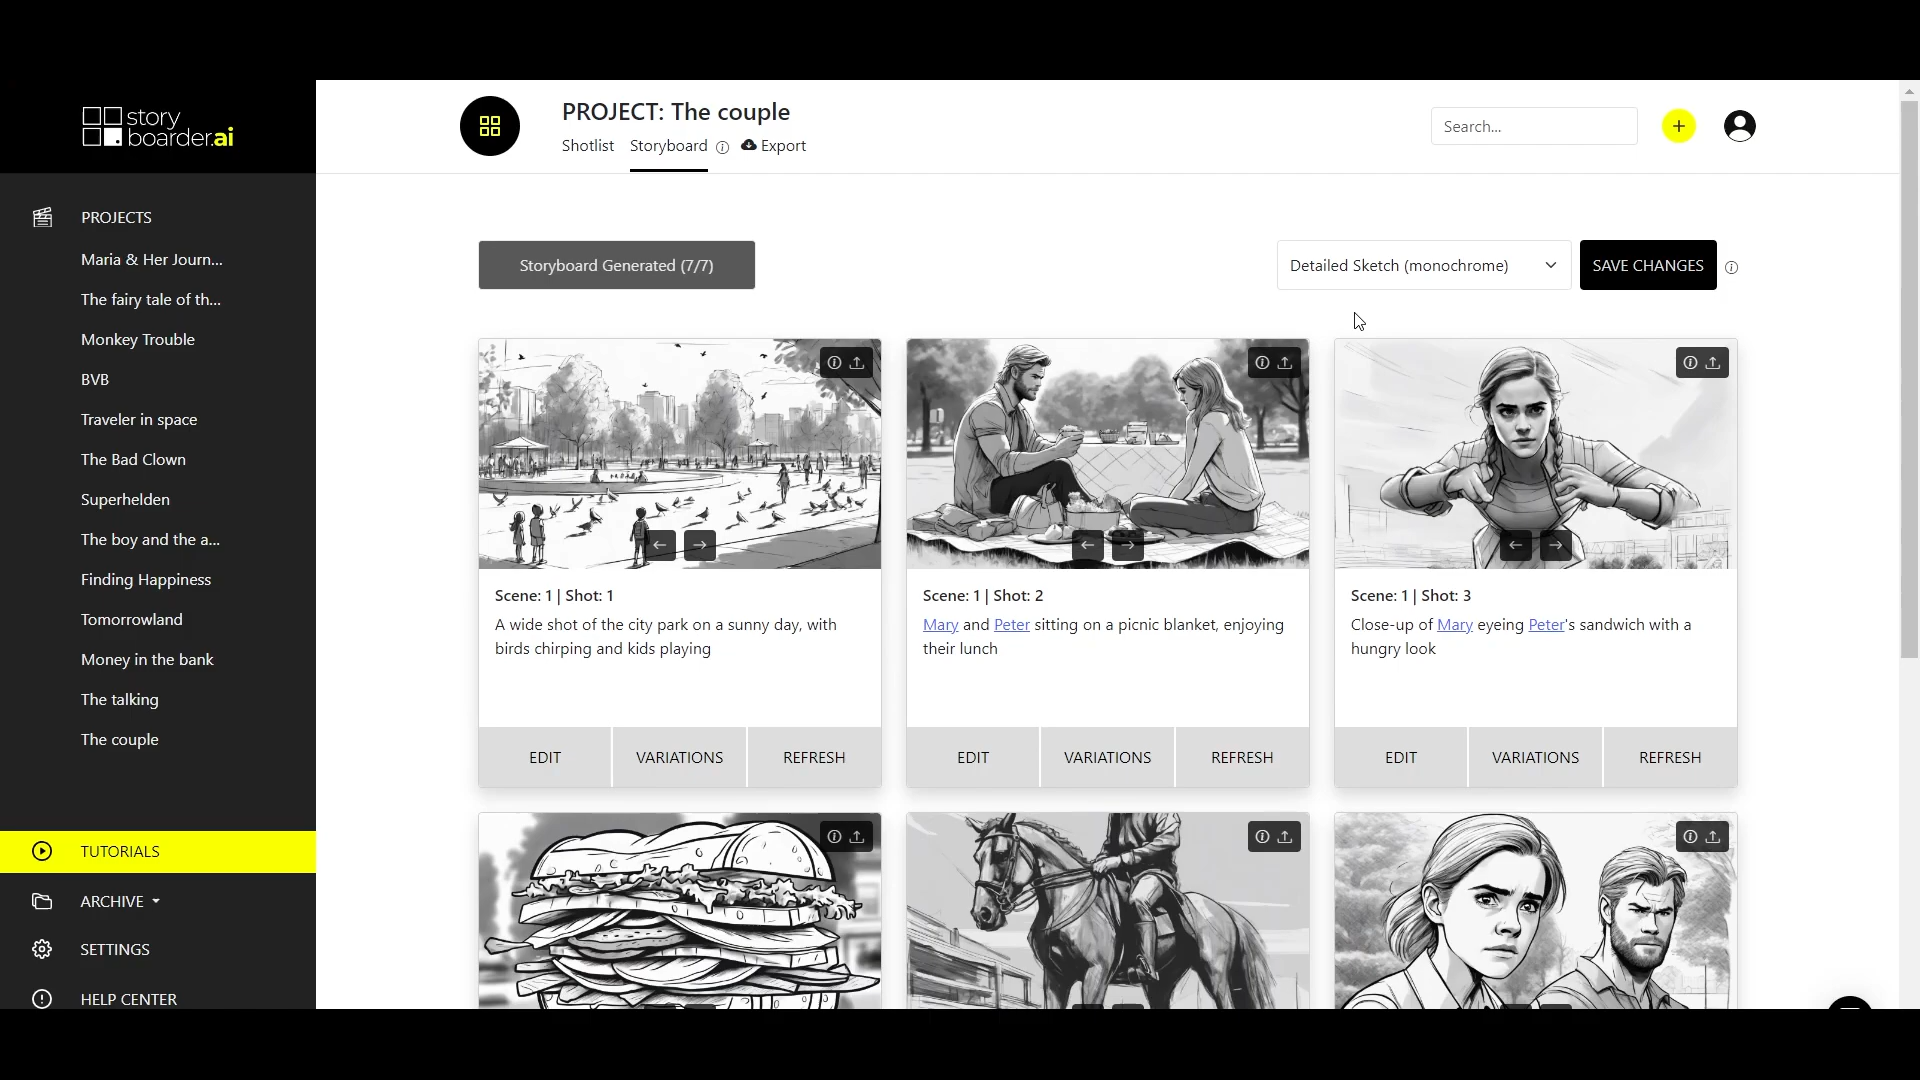 story
boarder.ai
PROJECT: The couple
Shotlist Storyboard Export
Search...
+
PROJECTS
Maria & Her Journ...
The fairy tale of th...
Monkey Trouble
BVB
Traveler in space
The Bad Clown
Superhelden
The boy and the a...
Finding Happiness
Tomorrowland
Money in the bank
The talking
The couple
TUTORIALS
ARCHIVE
SETTINGS
HELP CENTER
Storyboard Generated (7/7)
Detailed Sketch (monochrome)
SAVE CHANGES
Scene: 1 | Shot: 1
A wide shot of the city park on a sunny day, with
birds chirping and kids playing
EDIT VARIATIONS REFRESH
Scene: 1 | Shot: 2
Mary and Peter sitting on a picnic blanket, enjoying
their lunch
EDIT VARIATIONS REFRESH
Scene: 1 | Shot: 3
Close-up of Mary eyeing Peter's sandwich with a
hungry look
EDIT VARIATIONS REFRESH